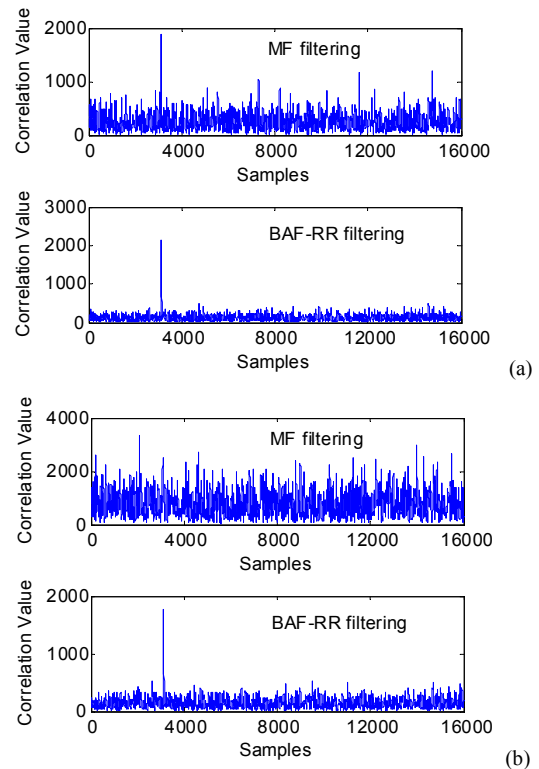 2000
MF filtering
1000
0
0 4000 8000 12000 16000
Samples
Correlation Value
3000
BAF-RR filtering
2000
1000
0
0 4000 8000 12000 16000
Samples
Correlation Value
(a)
4000
MF filtering
2000
0
0 4000 8000 12000 16000
Samples
Correlation Value
2000
BAF-RR filtering
1000
0
0 4000 8000 12000 16000
Samples
Correlation Value
(b)